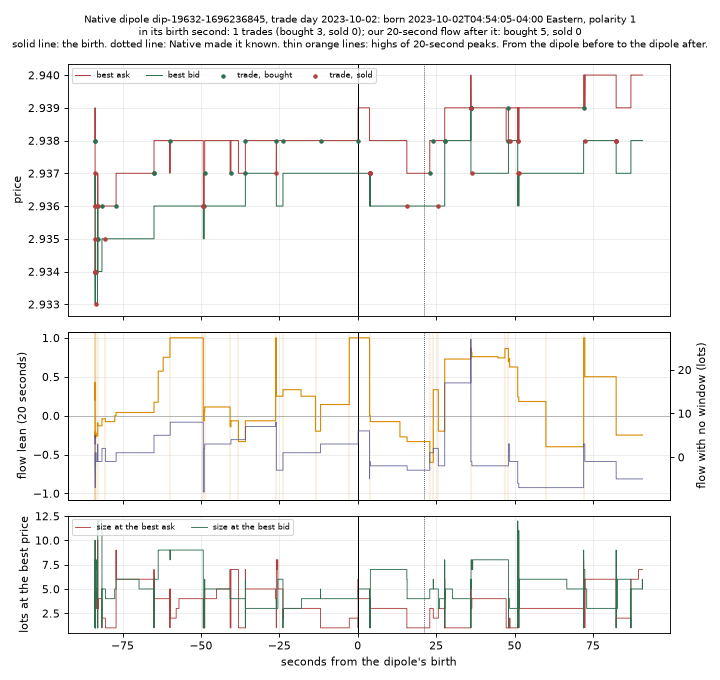 Native dipole dip-19632-1696236845, trade day 2023-10-02: born 2023-10-02T04:54:05-04:00 Eastern, polarity 1
in its birth second: 1 trades (bought 3, sold 0); our 20-second flow after it: bought 5, sold 0
solid line: the birth. dotted line: Native made it known. thin orange lines: highs of 20-second peaks. From the dipole before to the dipole after.
best ask best bid trade, bought trade, sold
2.940
2.939
2.938
2.937
2.936
2.935
2.934
2.933
price
1.0
0.5
0.0
−0.5
−1.0
flow lean (20 seconds)
20
10
0
flow with no window (lots)
size at the best ask size at the best bid
12.5
10.0
7.5
5.0
2.5
lots at the best price
−75 −50 −25 0 25 50 75
seconds from the dipole's birth